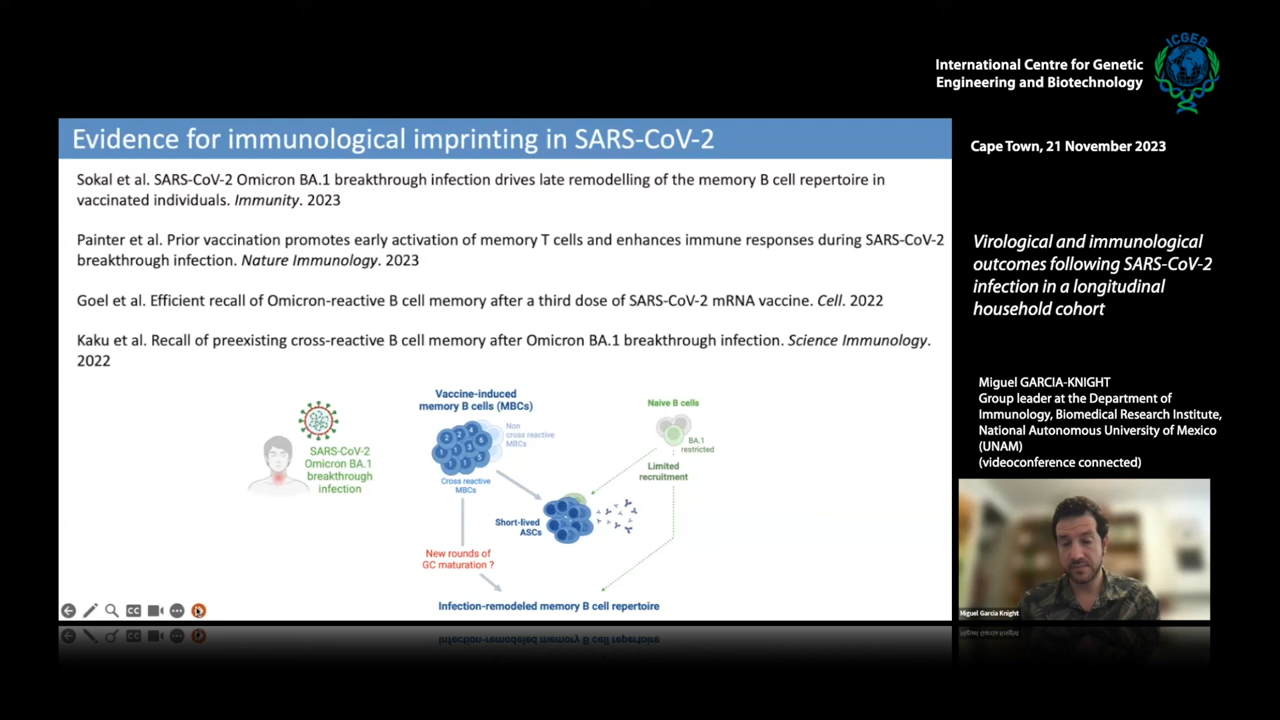 ICGEB
International Centre for Genetic
Engineering and Biotechnology
Cape Town, 21 November 2023
Virological and immunological
outcomes following SARS-CoV-2
infection in a longitudinal
household cohort
Miguel GARCIA-KNIGHT
Group leader at the Department of
Immunology, Biomedical Research Institute,
National Autonomous University of Mexico
(UNAM)
(videoconference connected)
Miguel Garcia Knight
Evidence for immunological imprinting in SARS-CoV-2
Sokal et al. SARS-CoV-2 Omicron BA.1 breakthrough infection drives late remodelling of the memory B cell repertoire in
vaccinated individuals. Immunity. 2023
Painter et al. Prior vaccination promotes early activation of memory T cells and enhances immune responses during SARS-CoV-2
breakthrough infection. Nature Immunology. 2023
Goel et al. Efficient recall of Omicron-reactive B cell memory after a third dose of SARS-CoV-2 mRNA vaccine. Cell. 2022
Kaku et al. Recall of preexisting cross-reactive B cell memory after Omicron BA.1 breakthrough infection. Science Immunology.
2022
SARS-CoV-2
Omicron BA.1
breakthrough
infection
Vaccine-induced
memory B cells (MBCs)
Non
cross reactive
MBCs
Cross reactive
MBCs
Naive B cells
BA.1
restricted
Limited
recruitment
Short-lived
ASCs
New rounds of
GC maturation ?
Infection-remodeled memory B cell repertoire
CC